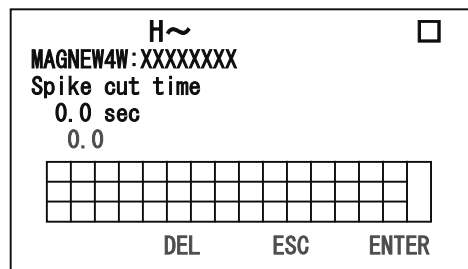 H～
MAGNEW4W:XXXXXXXX
Spike cut time
0.0 sec
0.0
DEL ESC ENTER